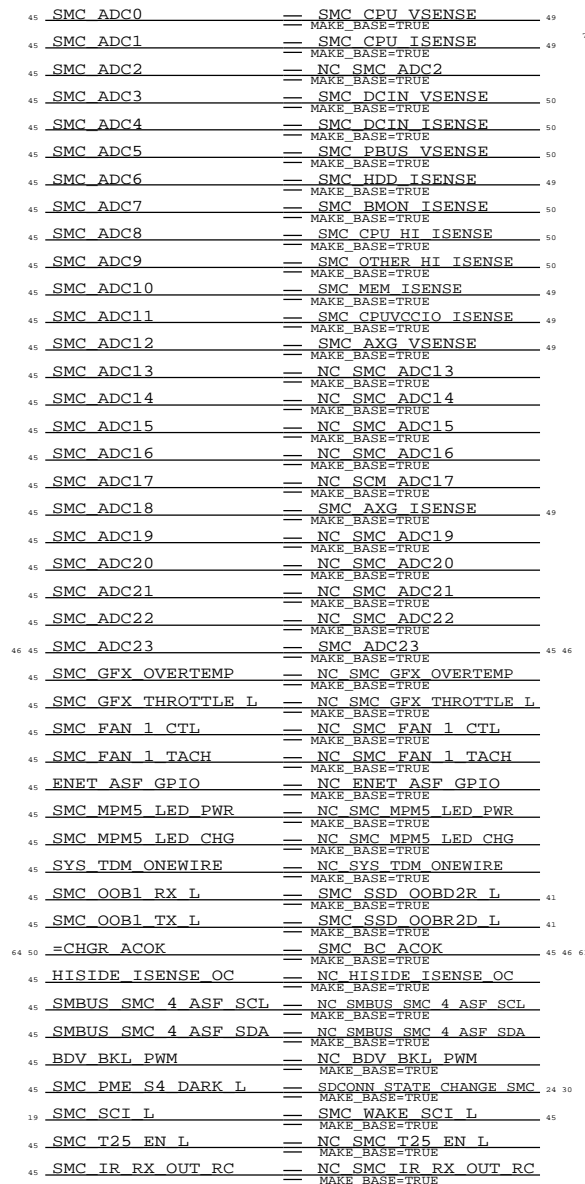 45 SMC_ADC0 SMC_CPU_VSENSE 49
MAKE_BASE=TRUE
45 SMC_ADC1 SMC_CPU_ISENSE 49
MAKE_BASE=TRUE
45 SMC_ADC2 NC_SMC_ADC2
MAKE_BASE=TRUE
45 SMC_ADC3 SMC_DCIN_VSENSE 50
MAKE_BASE=TRUE
45 SMC_ADC4 SMC_DCIN_ISENSE 50
MAKE_BASE=TRUE
45 SMC_ADC5 SMC_PBUS_VSENSE 50
MAKE_BASE=TRUE
45 SMC_ADC6 SMC_HDD_ISENSE 49
MAKE_BASE=TRUE
45 SMC_ADC7 SMC_BMON_ISENSE 50
MAKE_BASE=TRUE
45 SMC_ADC8 SMC_CPU_HI_ISENSE 50
MAKE_BASE=TRUE
45 SMC_ADC9 SMC_OTHER_HI_ISENSE 50
MAKE_BASE=TRUE
45 SMC_ADC10 SMC_MEM_ISENSE 49
MAKE_BASE=TRUE
45 SMC_ADC11 SMC_CPUVCCIO_ISENSE 49
MAKE_BASE=TRUE
45 SMC_ADC12 SMC_AXG_VSENSE 49
MAKE_BASE=TRUE
45 SMC_ADC13 NC_SMC_ADC13
MAKE_BASE=TRUE
45 SMC_ADC14 NC_SMC_ADC14
MAKE_BASE=TRUE
45 SMC_ADC15 NC_SMC_ADC15
MAKE_BASE=TRUE
45 SMC_ADC16 NC_SMC_ADC16
MAKE_BASE=TRUE
45 SMC_ADC17 NC_SCM_ADC17
MAKE_BASE=TRUE
45 SMC_ADC18 SMC_AXG_ISENSE 49
MAKE_BASE=TRUE
45 SMC_ADC19 NC_SMC_ADC19
MAKE_BASE=TRUE
45 SMC_ADC20 NC_SMC_ADC20
MAKE_BASE=TRUE
45 SMC_ADC21 NC_SMC_ADC21
MAKE_BASE=TRUE
45 SMC_ADC22 NC_SMC_ADC22
MAKE_BASE=TRUE
46 45 SMC_ADC23 SMC_ADC23 45 46
MAKE_BASE=TRUE
45 SMC_GFX_OVERTEMP NC_SMC_GFX_OVERTEMP
MAKE_BASE=TRUE
45 SMC_GFX_THROTTLE_L NC_SMC_GFX_THROTTLE_L
MAKE_BASE=TRUE
45 SMC_FAN_1_CTL NC_SMC_FAN_1_CTL
MAKE_BASE=TRUE
45 SMC_FAN_1_TACH NC_SMC_FAN_1_TACH
MAKE_BASE=TRUE
45 ENET_ASF_GPIO NC_ENET_ASF_GPIO
MAKE_BASE=TRUE
45 SMC_MPM5_LED_PWR NC_SMC_MPM5_LED_PWR
MAKE_BASE=TRUE
45 SMC_MPM5_LED_CHG NC_SMC_MPM5_LED_CHG
MAKE_BASE=TRUE
45 SYS_TDM_ONEWIRE NC_SYS_TDM_ONEWIRE
MAKE_BASE=TRUE
45 SMC_OOB1_RX_L SMC_SSD_OOBD2R_L 41
MAKE_BASE=TRUE
45 SMC_OOB1_TX_L SMC_SSD_OOBR2D_L 41
MAKE_BASE=TRUE
64 50 =CHGR_ACOK SMC_BC_ACOK 45 46
MAKE_BASE=TRUE
45 HISIDE_ISENSE_OC NC_HISIDE_ISENSE_OC
MAKE_BASE=TRUE
45 SMBUS_SMC_4_ASF_SCL NC_SMBUS_SMC_4_ASF_SCL
MAKE_BASE=TRUE
45 SMBUS_SMC_4_ASF_SDA NC_SMBUS_SMC_4_ASF_SDA
MAKE_BASE=TRUE
45 BDV_BKL_PWM NC_BDV_BKL_PWM
MAKE_BASE=TRUE
45 SMC_PME_S4_DARK_L SDCONN_STATE_CHANGE_SMC 24 30
MAKE_BASE=TRUE
19 SMC_SCI_L SMC_WAKE_SCI_L 45
MAKE_BASE=TRUE
45 SMC_T25_EN_L NC_SMC_T25_EN_L
MAKE_BASE=TRUE
45 SMC_IR_RX_OUT_RC NC_SMC_IR_RX_OUT_RC
MAKE_BASE=TRUE